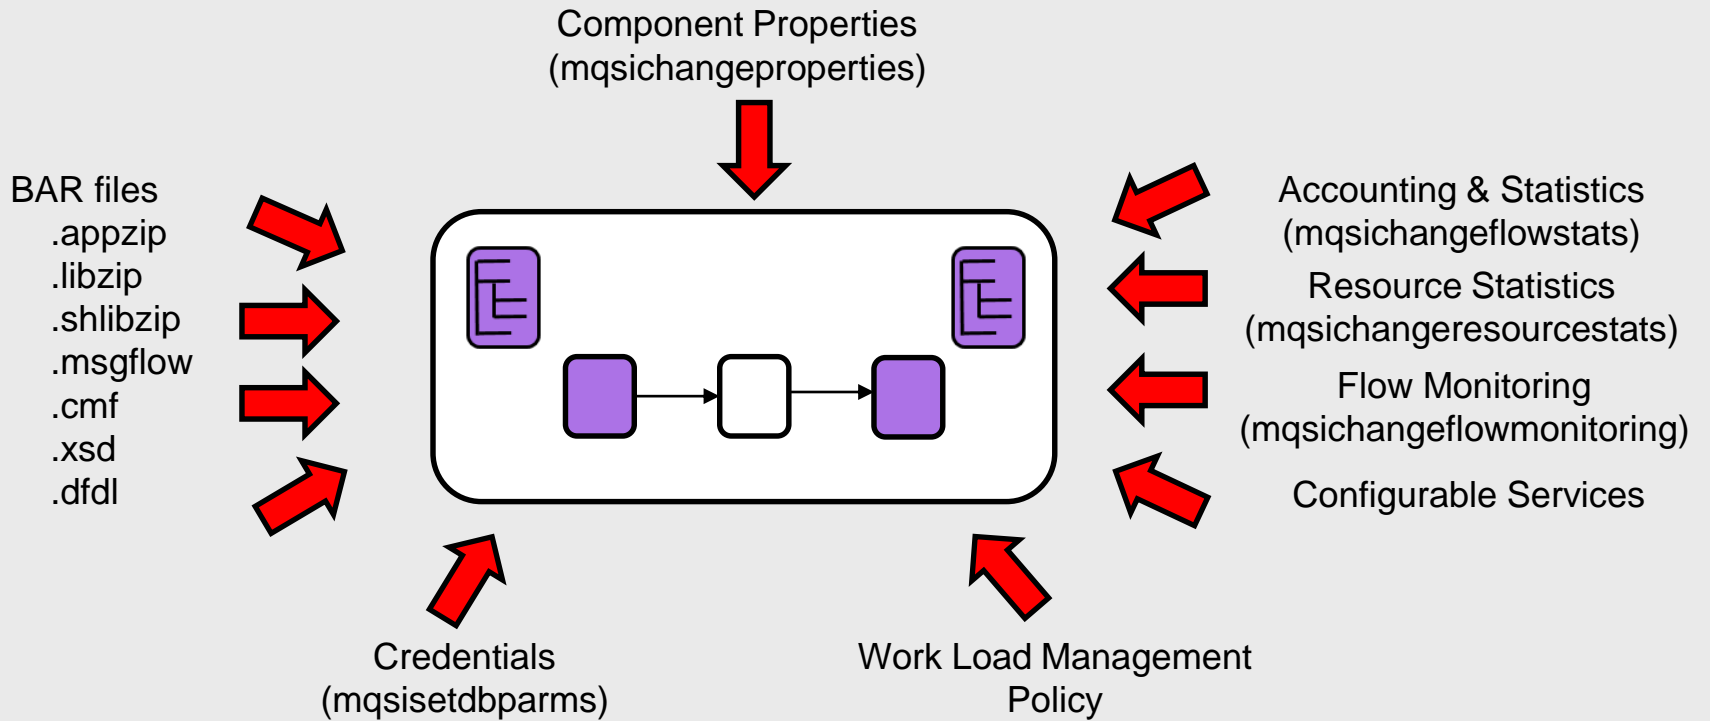 Component Properties
(mqsichangeproperties)
BAR files
.appzip
.libzip
.shlibzip
.msgflow
.cmf
.xsd
.dfdl
Accounting & Statistics
(mqsichangeflowstats)
Resource Statistics
(mqsichangeresourcestats)
Flow Monitoring
(mqsichangeflowmonitoring)
Configurable Services
Credentials
(mqsisetdbparms)
Work Load Management
Policy